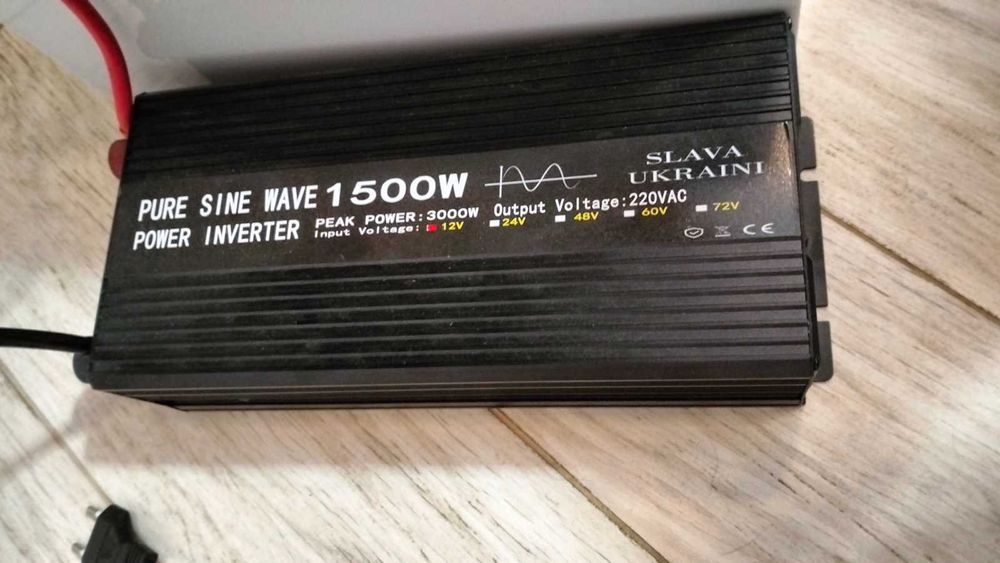 PURE SINE WAVE 1500W
POWER INVERTER
PEAK POWER:3000W Output Voltage:220VAC
Input Voltage: 12V 24V 48V 60V 72V
SLAVA
UKRAINI
CE